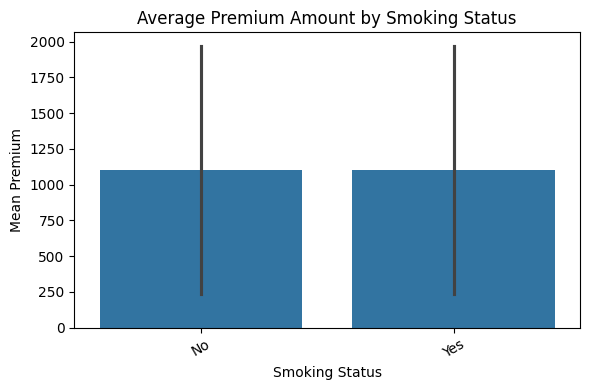 Average Premium Amount by Smoking Status
2000
1750
1500
1250
1000
750
500
250
0
Mean Premium
No
Yes
Smoking Status